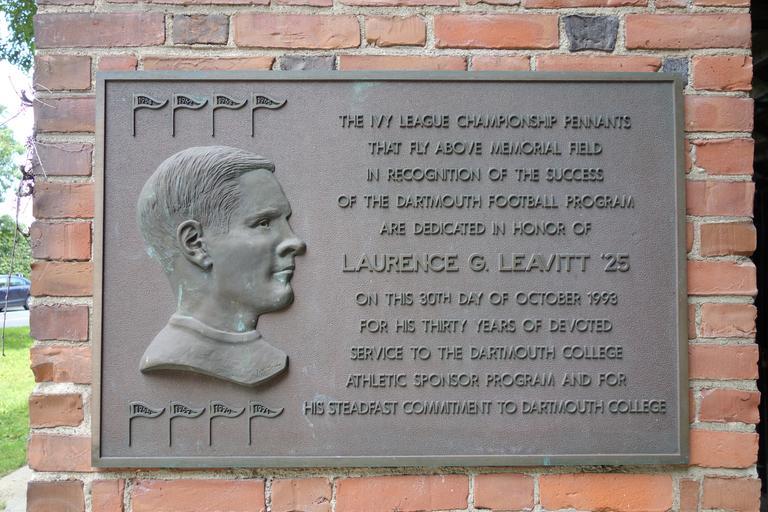 THE IVY LEAGUE CHAMPIONSHIP PENNANTS
THAT FLY ABOVE MEMORIAL FIELD
IN RECOGNITION OF THE SUCCESS
OF THE DARTMOUTH FOOTBALL PROGRAM
ARE DEDICATED IN HONOR OF
LAURENCE G. LEAVITT '25
ON THIS 30TH DAY OF OCTOBER 1993
FOR HIS THIRTY YEARS OF DEVOTED
SERVICE TO THE DARTMOUTH COLLEGE
ATHLETIC SPONSOR PROGRAM AND FOR
HIS STEADFAST COMMITMENT TO DARTMOUTH COLLEGE